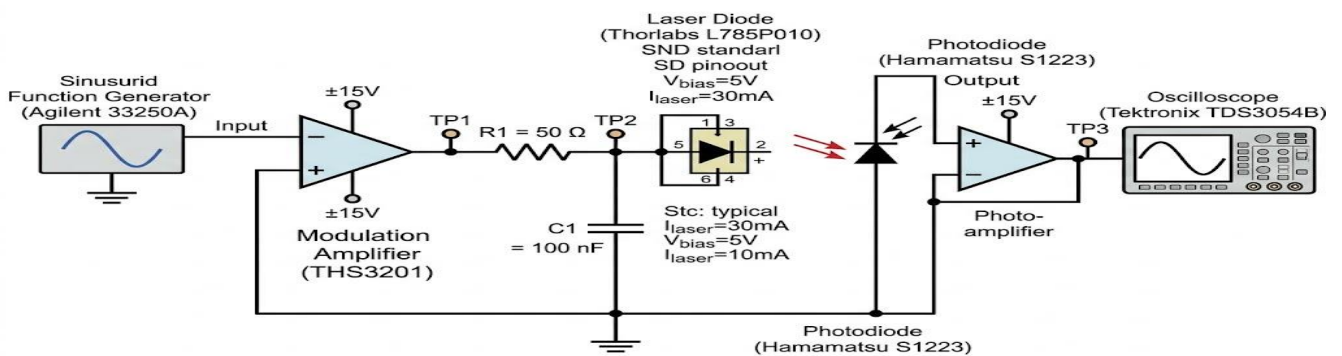 Sinusurid
Function Generator
(Agilent 33250A)
Input
±15V
−
+
±15V
Modulation
Amplifier
(THS3201)
TP1
R1 = 50 Ω
TP2
C1
= 100 nF
Laser Diode
(Thorlabs L785P010)
SND standarl
SD pinoout
Vbias=5V
Ilaser=30mA
1 3
5 2
+
6 4
Stc: typical
Ilaser=30mA
Vbias=5V
Ilaser=10mA
Photodiode
(Hamamatsu S1223)
Output
±15V
+
−
Photo-
amplifier
TP3
Oscilloscope
(Tektronix TDS3054B)
Photodiode
(Hamamatsu S1223)